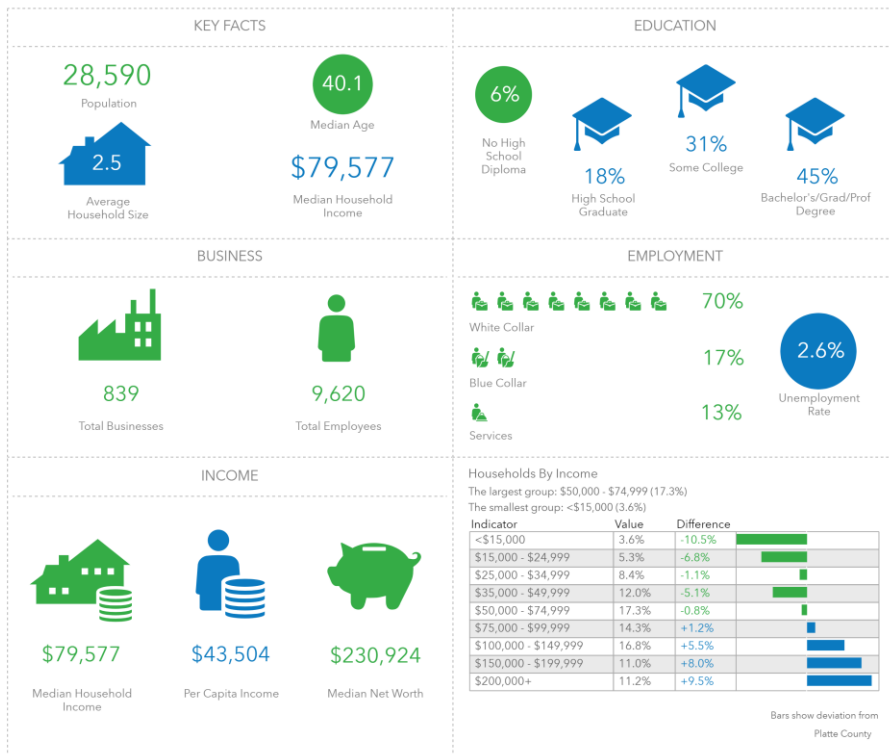 KEY FACTS
28,590
Population
40.1
Median Age
2.5
Average
Household Size
$79,577
Median Household
Income
EDUCATION
6%
No High
School
Diploma
18%
High School
Graduate
31%
Some College
45%
Bachelor's/Grad/Prof
Degree
BUSINESS
839
Total Businesses
9,620
Total Employees
EMPLOYMENT
White Collar
70%
Blue Collar
17%
Services
13%
2.6%
Unemployment
Rate
INCOME
$79,577
Median Household
Income
$43,504
Per Capita Income
$230,924
Median Net Worth
Households By Income
The largest group: $50,000 - $74,999 (17.3%)
The smallest group: <$15,000 (3.6%)
Indicator Value Difference
<$15,000 3.6% -10.5%
$15,000 - $24,999 5.3% -6.8%
$25,000 - $34,999 8.4% -1.1%
$35,000 - $49,999 12.0% -5.1%
$50,000 - $74,999 17.3% -0.8%
$75,000 - $99,999 14.3% +1.2%
$100,000 - $149,999 16.8% +5.5%
$150,000 - $199,999 11.0% +8.0%
$200,000+ 11.2% +9.5%
Bars show deviation from
Platte County